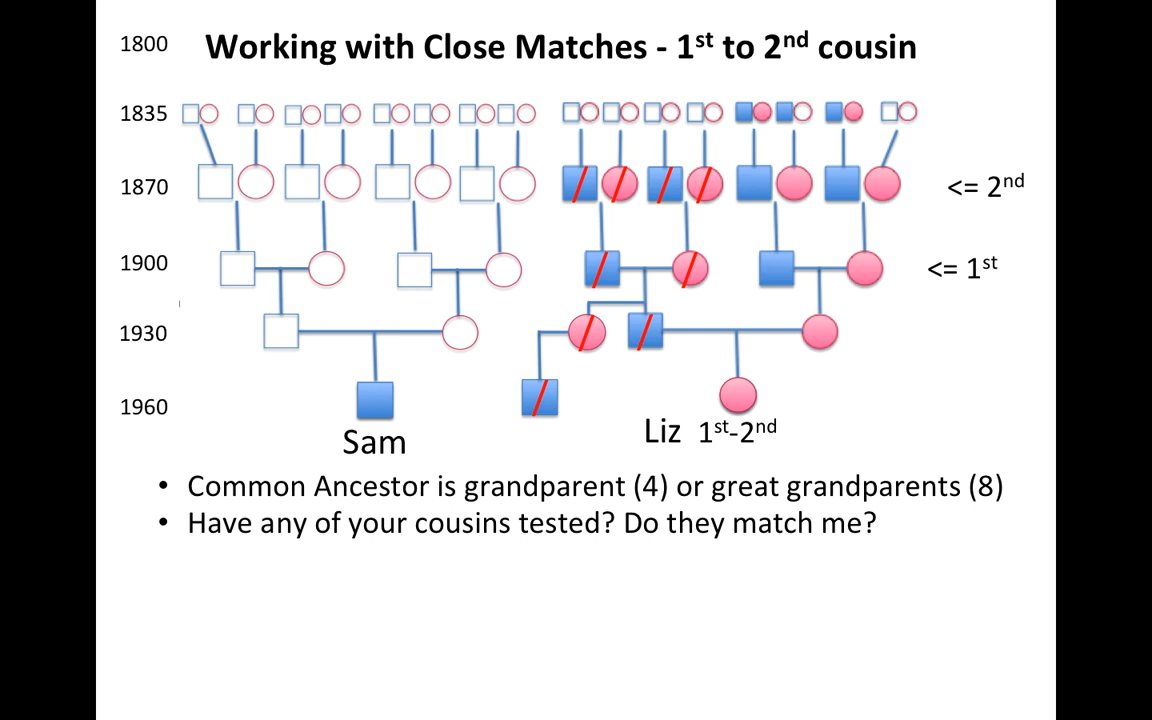 1800
Working with Close Matches - 1st to 2nd cousin
1835
1870
<= 2nd
1900
<= 1st
1930
1960
Sam
Liz 1st-2nd
• Common Ancestor is grandparent (4) or great grandparents (8)
• Have any of your cousins tested? Do they match me?